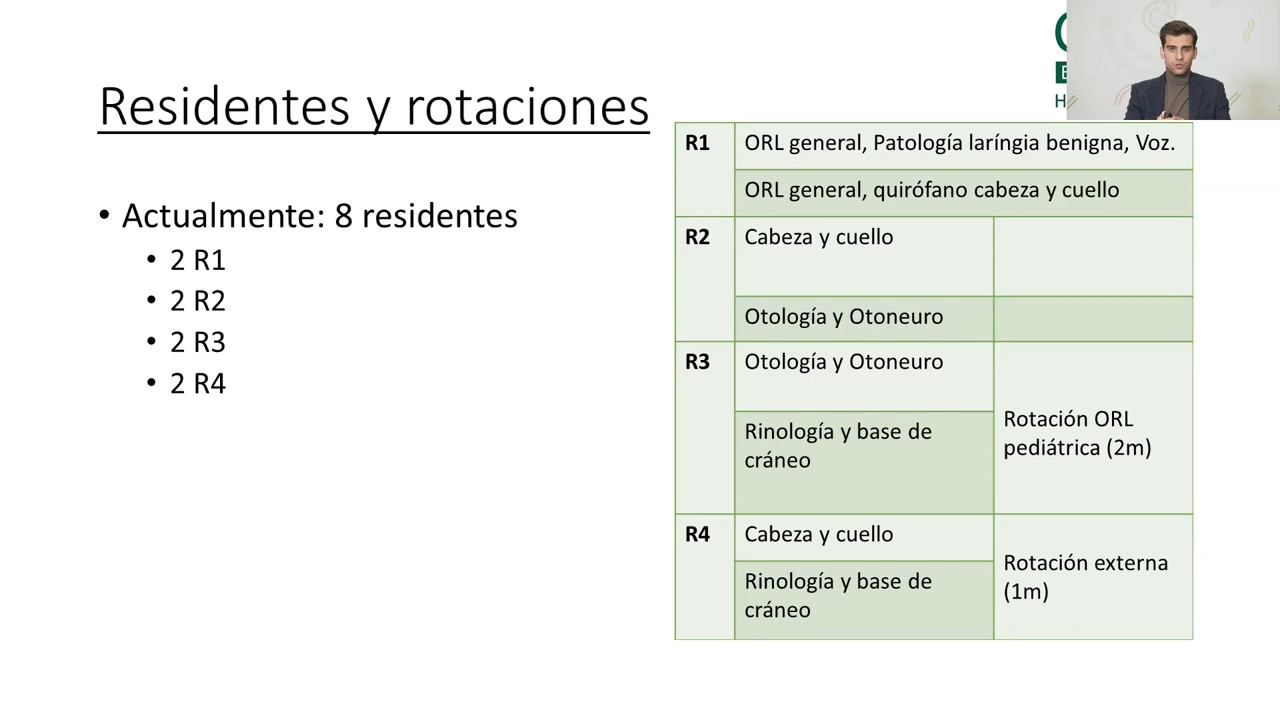 Residentes y rotaciones
• Actualmente: 8 residentes
• 2 R1
• 2 R2
• 2 R3
• 2 R4
R1
ORL general, Patología laríngia benigna, Voz.
ORL general, quirófano cabeza y cuello
R2
Cabeza y cuello
Otología y Otoneuro
R3
Otología y Otoneuro
Rinología y base de
cráneo
Rotación ORL
pediátrica (2m)
R4
Cabeza y cuello
Rinología y base de
cráneo
Rotación externa
(1m)